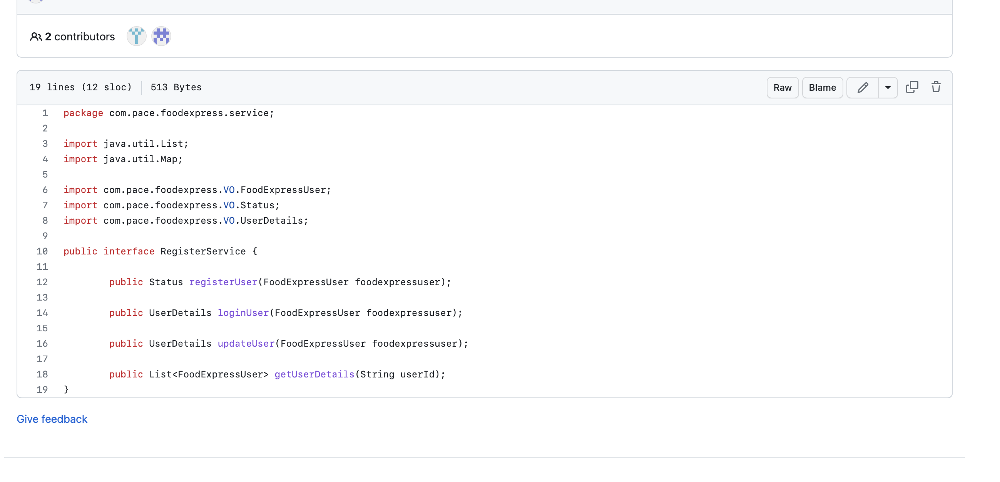 2 contributors
19 lines (12 sloc) 513 Bytes Raw Blame
1 package com.pace.foodexpress.service;
2
3 import java.util.List;
4 import java.util.Map;
5
6 import com.pace.foodexpress.VO.FoodExpressUser;
7 import com.pace.foodexpress.VO.Status;
8 import com.pace.foodexpress.VO.UserDetails;
9
10 public interface RegisterService {
11
12 public Status registerUser(FoodExpressUser foodexpressuser);
13
14 public UserDetails loginUser(FoodExpressUser foodexpressuser);
15
16 public UserDetails updateUser(FoodExpressUser foodexpressuser);
17
18 public List<FoodExpressUser> getUserDetails(String userId);
19 }
Give feedback